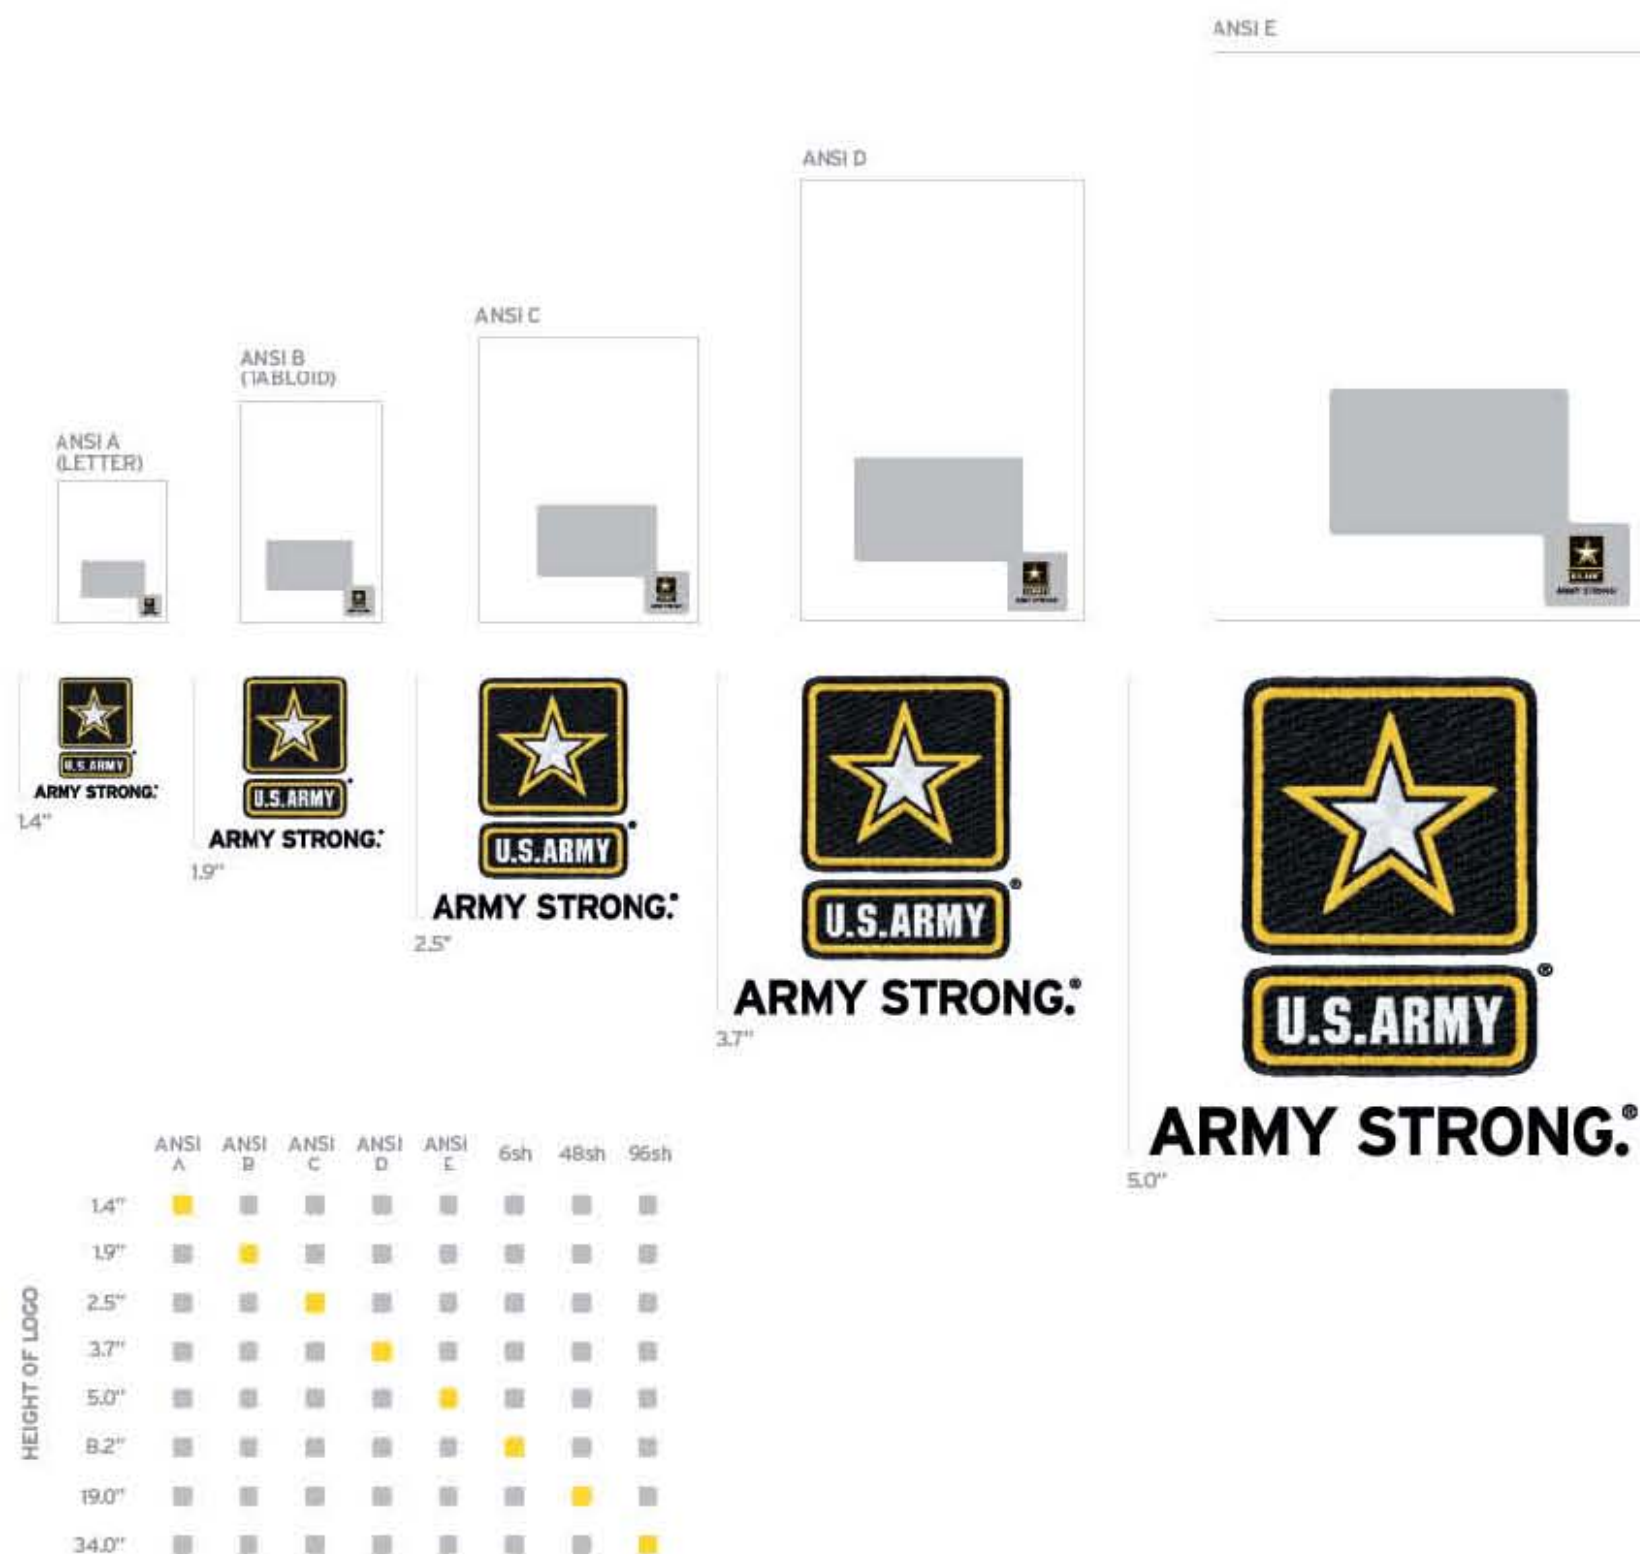 ANSI E
ANSI D
ANSI C
ANSI B
(TABLOID)
ANSI A
(LETTER)
U.S.ARMY
ARMY STRONG.
1.4"
U.S.ARMY
ARMY STRONG.
1.9"
U.S.ARMY
ARMY STRONG.
2.5"
U.S.ARMY®
ARMY STRONG.®
3.7"
U.S.ARMY®
ARMY STRONG.®
5.0"
ANSI A ANSI B ANSI C ANSI D ANSI E 6sh 48sh 96sh
HEIGHT OF LOGO
1.4"
1.9"
2.5"
3.7"
5.0"
8.2"
19.0"
34.0"